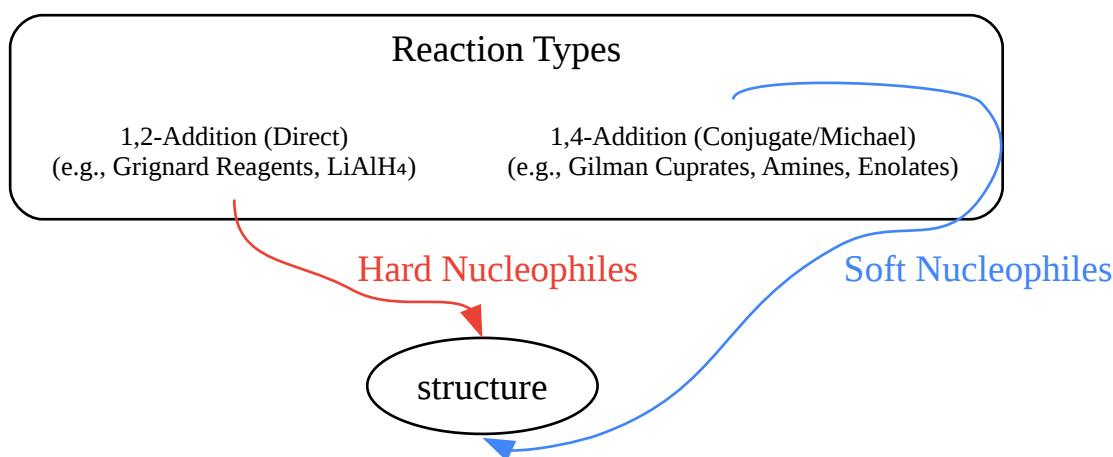 Reaction Types
1,2-Addition (Direct)
(e.g., Grignard Reagents, LiAlH₄)
1,4-Addition (Conjugate/Michael)
(e.g., Gilman Cuprates, Amines, Enolates)
Hard Nucleophiles
Soft Nucleophiles
structure